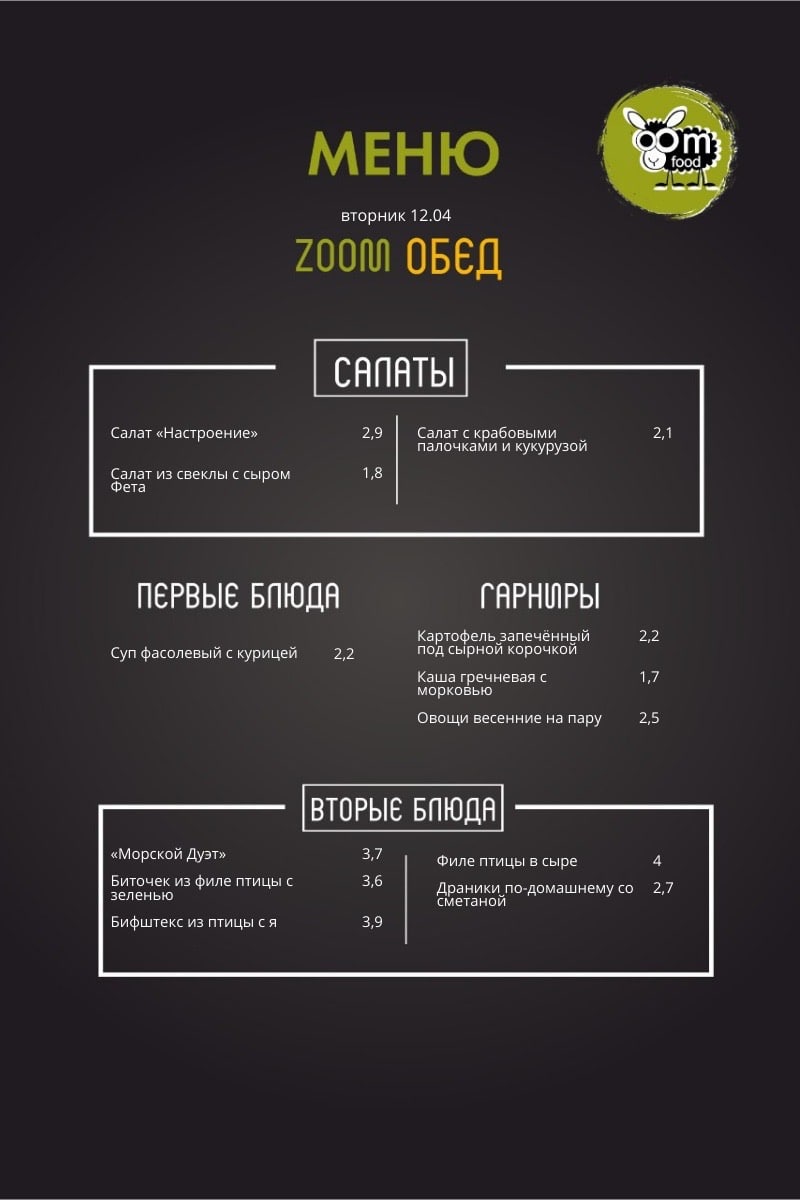 МЕНЮ
oom
food
вторник 12.04
ZOOM ОБЕД
САЛАТЫ
Салат «Настроение» 2,9
Салат из свеклы с сыром 1,8
Фета
Салат с крабовыми 2,1
палочками и кукурузой
ПЕРВЫЕ БЛЮДА
Суп фасолевый с курицей 2,2
ГАРНИРЫ
Картофель запечённый 2,2
под сырной корочкой
Каша гречневая с 1,7
морковью
Овощи весенние на пару 2,5
ВТОРЫЕ БЛЮДА
«Морской Дуэт» 3,7
Биточек из филе птицы с 3,6
зеленью
Бифштекс из птицы с я 3,9
Филе птицы в сыре 4
Драники по-домашнему со 2,7
сметаной